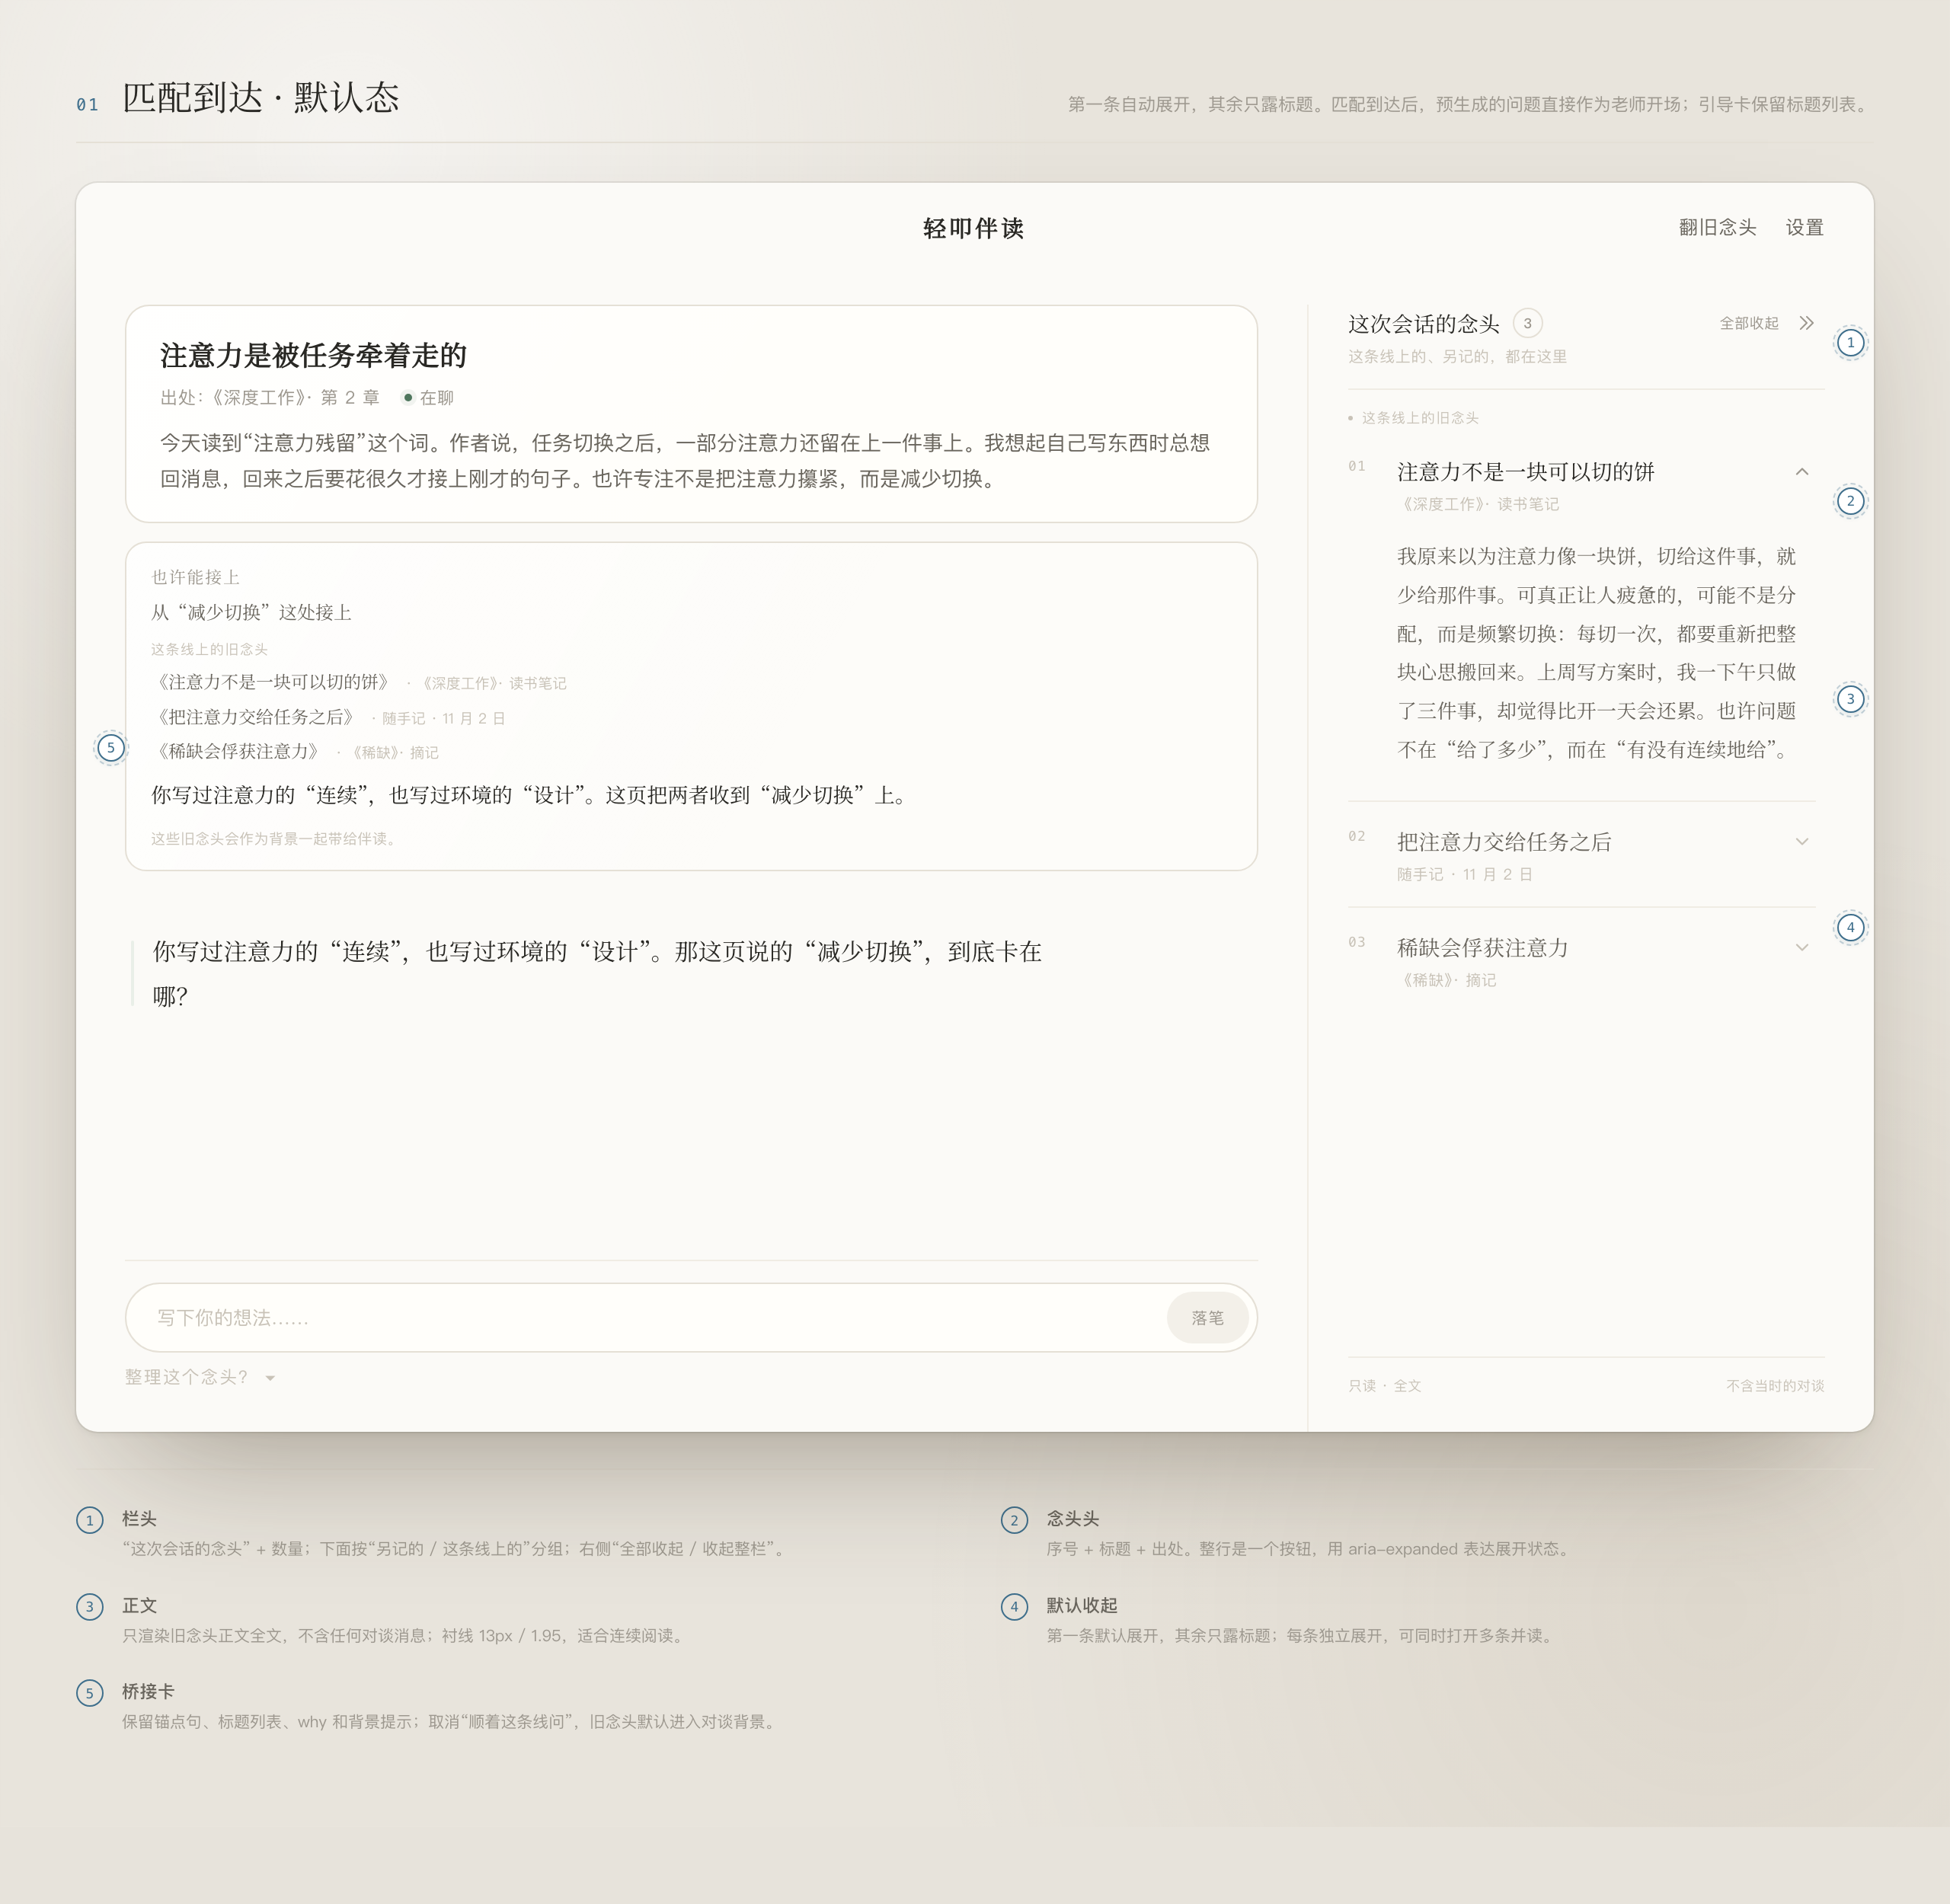 01 匹配到达 · 默认态
第一条自动展开，其余只露标题。匹配到达后，预生成的问题直接作为老师开场；引导卡保留标题列表。
轻叩伴读
翻旧念头 设置
注意力是被任务牵着走的
出处：《深度工作》· 第 2 章 在聊
今天读到“注意力残留”这个词。作者说，任务切换之后，一部分注意力还留在上一件事上。我想起自己写东西时总想
回消息，回来之后要花很久才接上刚才的句子。也许专注不是把注意力攥紧，而是减少切换。
也许能接上
从“减少切换”这处接上
这条线上的旧念头
《注意力不是一块可以切的饼》 · 《深度工作》· 读书笔记
《把注意力交给任务之后》 · 随手记 · 11 月 2 日
《稀缺会俘获注意力》 · 《稀缺》· 摘记
5
你写过注意力的“连续”，也写过环境的“设计”。这页把两者收到“减少切换”上。
这些旧念头会作为背景一起带给伴读。
你写过注意力的“连续”，也写过环境的“设计”。那这页说的“减少切换”，到底卡在
哪？
写下你的想法…… 落笔
整理这个念头？
这次会话的念头 3 全部收起
1
这条线上的、另记的，都在这里
• 这条线上的旧念头
01 注意力不是一块可以切的饼
《深度工作》· 读书笔记
2
我原来以为注意力像一块饼，切给这件事，就
少给那件事。可真正让人疲惫的，可能不是分
配，而是频繁切换：每切一次，都要重新把整
块心思搬回来。上周写方案时，我一下午只做
3
了三件事，却觉得比开一天会还累。也许问题
不在“给了多少”，而在“有没有连续地给”。
02 把注意力交给任务之后
随手记 · 11 月 2 日
4
03 稀缺会俘获注意力
《稀缺》· 摘记
只读 · 全文 不含当时的对谈
1 栏头
“这次会话的念头” + 数量；下面按“另记的 / 这条线上的”分组；右侧“全部收起 / 收起整栏”。
2 念头头
序号 + 标题 + 出处。整行是一个按钮，用 aria-expanded 表达展开状态。
3 正文
只渲染旧念头正文全文，不含任何对谈消息；衬线 13px / 1.95，适合连续阅读。
4 默认收起
第一条默认展开，其余只露标题；每条独立展开，可同时打开多条并读。
5 桥接卡
保留锚点句、标题列表、why 和背景提示；取消“顺着这条线问”，旧念头默认进入对谈背景。